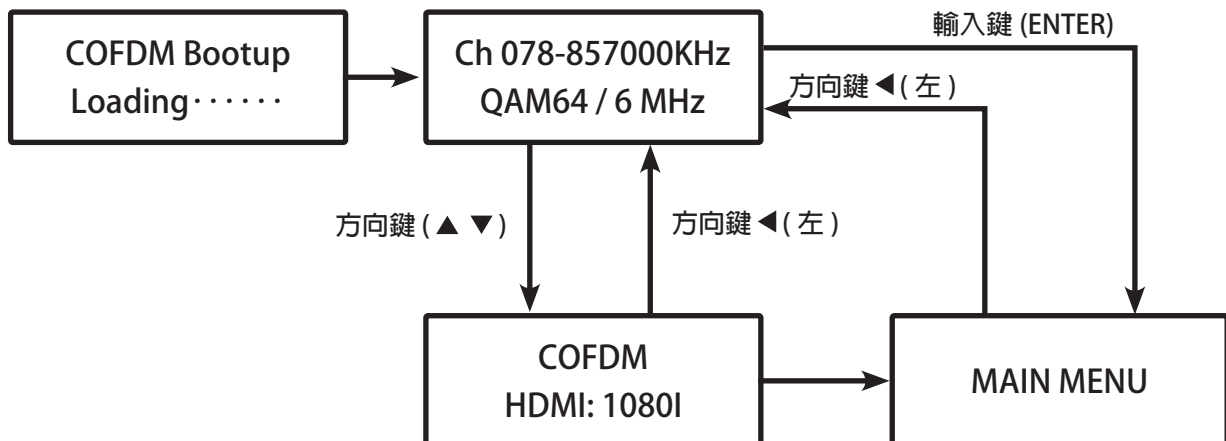 COFDM Bootup
Loading······
Ch 078-857000KHz
QAM64 / 6 MHz
輸入鍵 (ENTER)
方向鍵 ◀( 左 )
方向鍵 ( ▲ ▼ )
方向鍵 ◀( 左 )
COFDM
HDMI: 1080I
MAIN MENU